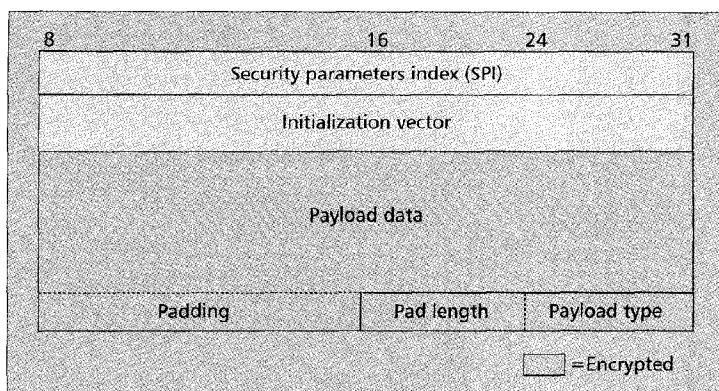 8 16 24 31
Security parameters index (SPI)
Initialization vector
Payload data
Padding Pad length Payload type
=Encrypted